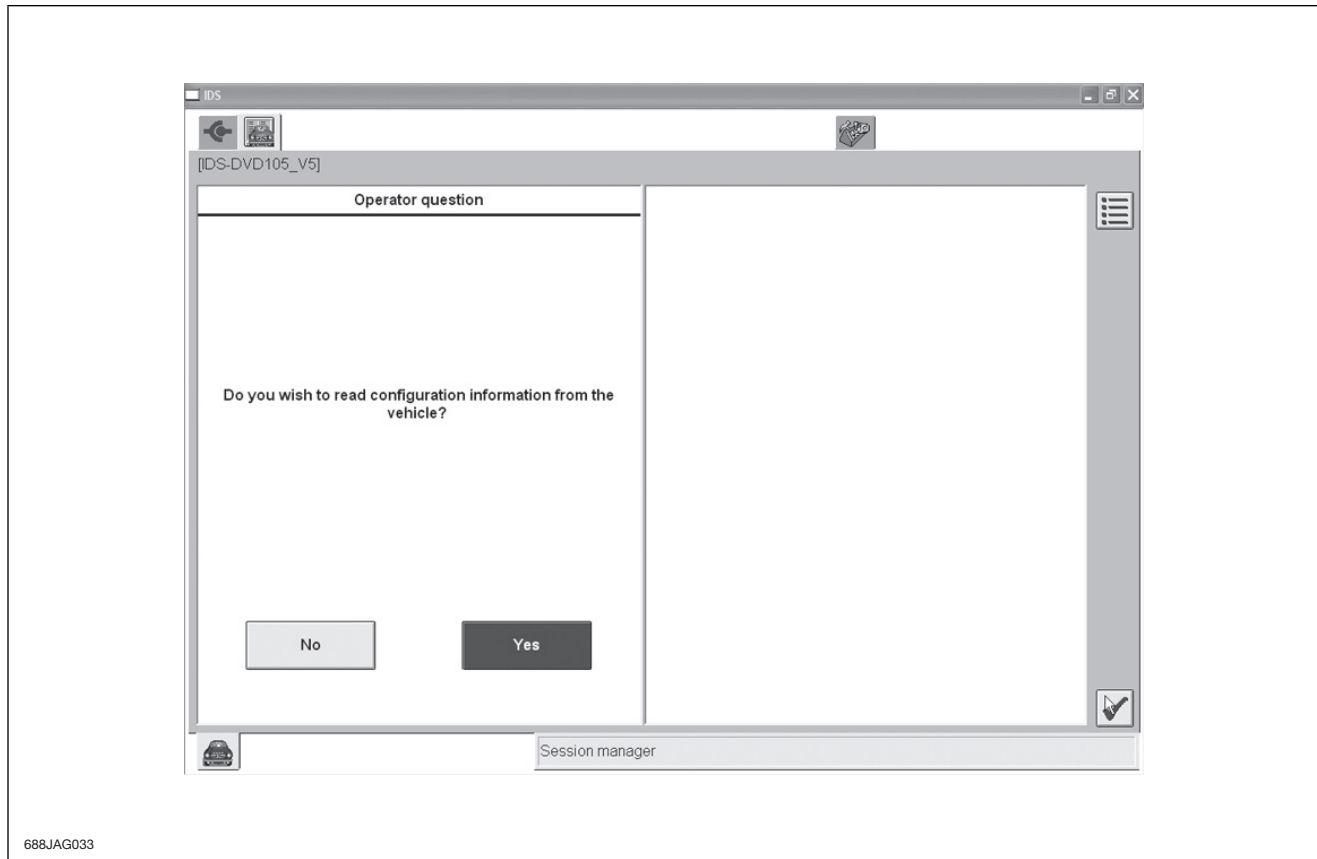 IDS
[IDS-DVD105_V5]
Operator question
Do you wish to read configuration information from the
vehicle?
No
Yes
Session manager
688JAG033